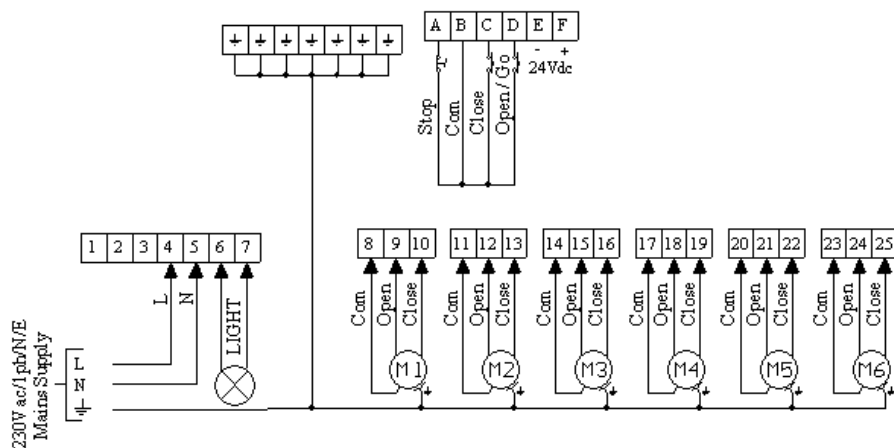 A B C D E F
- +
24Vdc
Stop
Com
Close
Open / Go
1 2 3 4 5 6 7
8 9 10
11 12 13
14 15 16
17 18 19
20 21 22
23 24 25
L
N
LIGHT
Com
Open
Close
Com
Open
Close
Com
Open
Close
Com
Open
Close
Com
Open
Close
Com
Open
Close
M1
M2
M3
M4
M5
M6
230V ac/1ph/N/E
Mains Supply
L
N